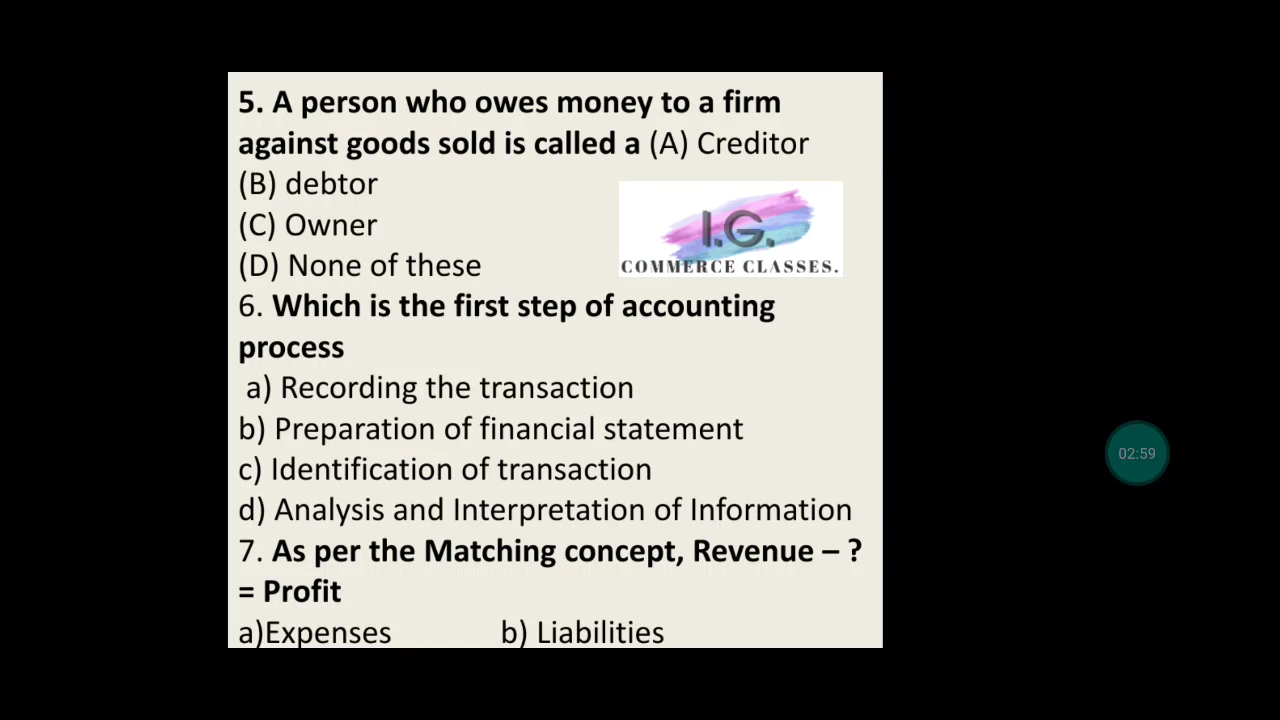 5. A person who owes money to a firm
against goods sold is called a (A) Creditor
(B) debtor
(C) Owner
(D) None of these
I.G.
COMMERCE CLASSES.
6. Which is the first step of accounting
process
a) Recording the transaction
b) Preparation of financial statement
c) Identification of transaction
d) Analysis and Interpretation of Information
7. As per the Matching concept, Revenue – ?
= Profit
a)Expenses b) Liabilities
02:59